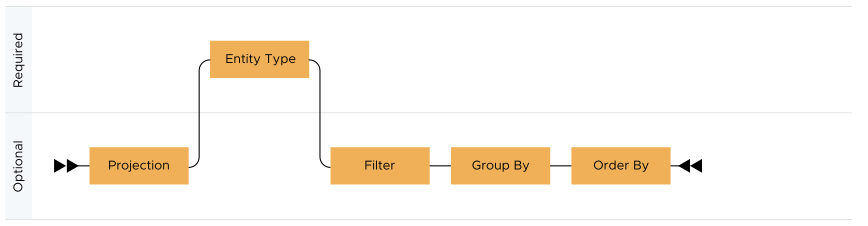 Required
Entity Type
Optional
Projection
Filter
Group By
Order By